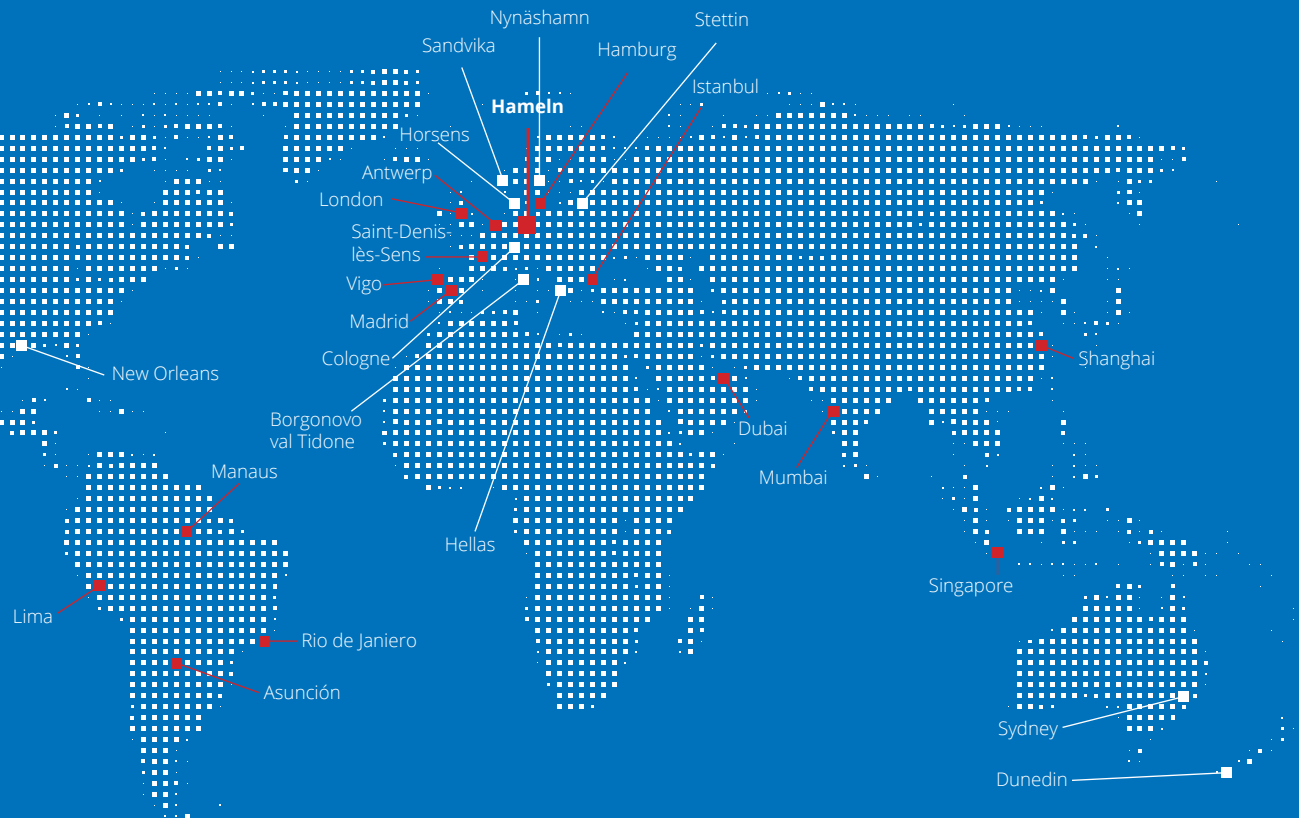 Nynäshamn
Stettin
Sandvika
Hamburg
Istanbul
Hameln
Horsens
Antwerp
London
Saint-Denis-
lès-Sens
Vigo
Madrid
Cologne
Shanghai
New Orleans
Borgonovo
val Tidone
Dubai
Manaus
Mumbai
Hellas
Singapore
Lima
Rio de Janiero
Asunción
Sydney
Dunedin